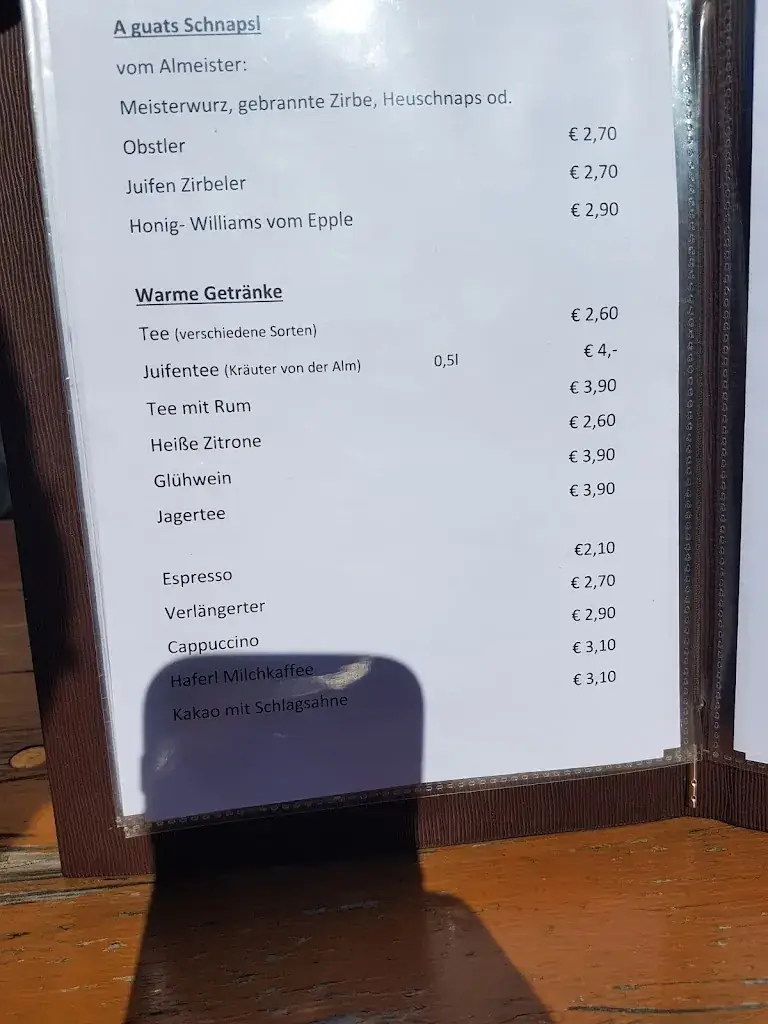 A guats Schnapsl
vom Almeister:
Meisterwurz, gebrannte Zirbe, Heuschnaps od.
Obstler € 2,70
Juifen Zirbeler € 2,70
Honig- Williams vom Epple € 2,90
Warme Getränke
Tee (verschiedene Sorten) € 2,60
Juifentee (Kräuter von der Alm) 0,5l € 4,-
Tee mit Rum € 3,90
Heiße Zitrone € 2,60
Glühwein € 3,90
Jagertee € 3,90
Espresso €2,10
Verlängerter € 2,70
Cappuccino € 2,90
Haferl Milchkaffee € 3,10
Kakao mit Schlagsahne € 3,10